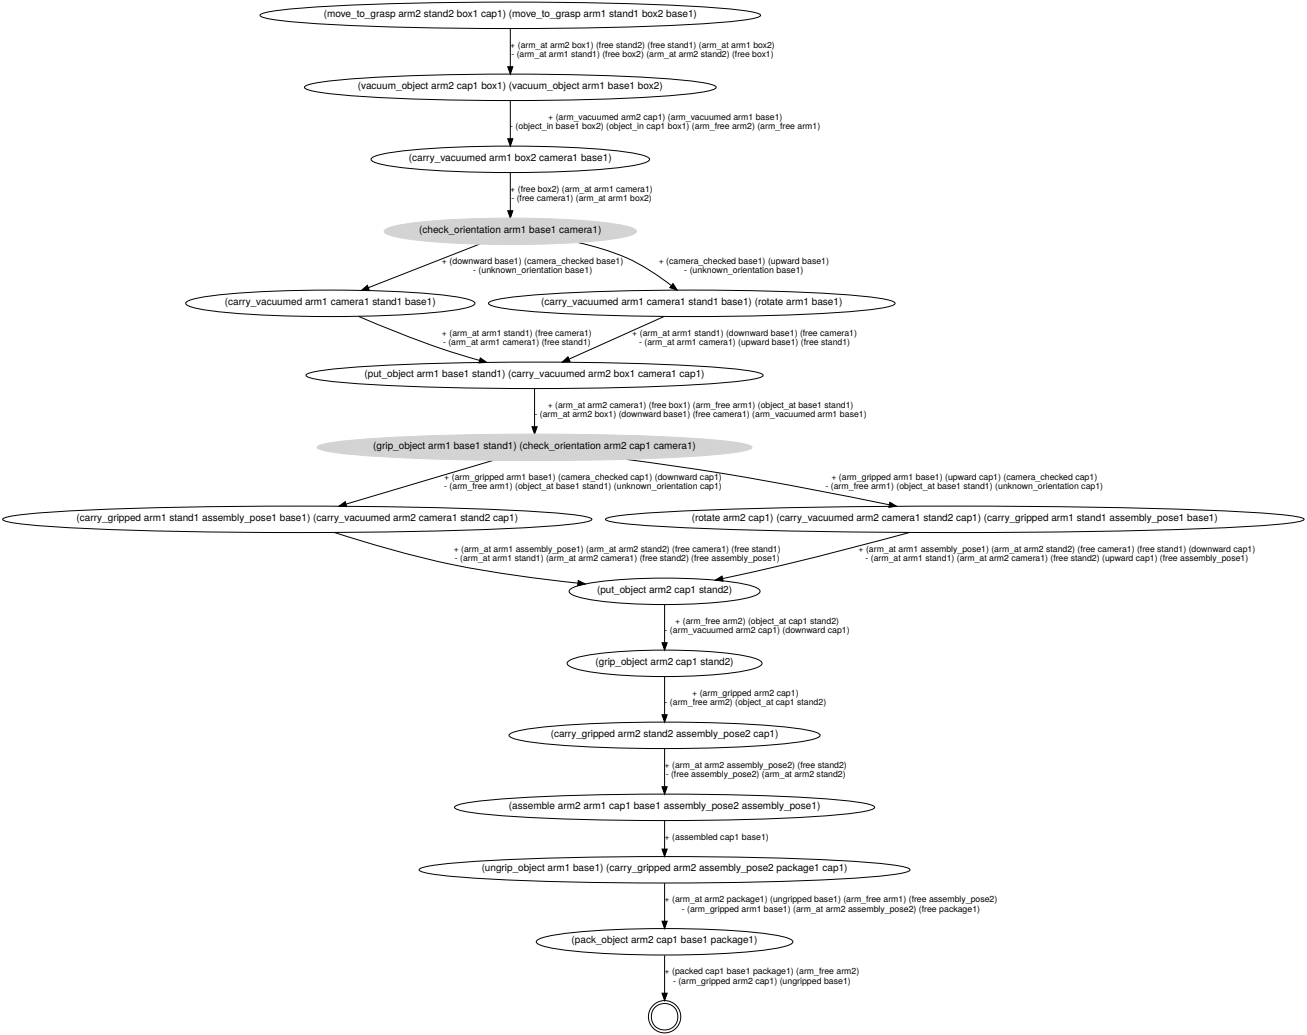 (move_to_grasp arm2 stand2 box1 cap1) (move_to_grasp arm1 stand1 box2 base1)
+ (arm_at arm2 box1) (free stand2) (free stand1) (arm_at arm1 box2)
- (arm_at arm1 stand1) (free box2) (arm_at arm2 stand2) (free box1)
(vacuum_object arm2 cap1 box1) (vacuum_object arm1 base1 box2)
+ (arm_vacuumed arm2 cap1) (arm_vacuumed arm1 base1)
- (object_in base1 box2) (object_in cap1 box1) (arm_free arm2) (arm_free arm1)
(carry_vacuumed arm1 box2 camera1 base1)
+ (free box2) (arm_at arm1 camera1)
- (free camera1) (arm_at arm1 box2)
(check_orientation arm1 base1 camera1)
+ (downward base1) (camera_checked base1)
- (unknown_orientation base1)
+ (camera_checked base1) (upward base1)
- (unknown_orientation base1)
(carry_vacuumed arm1 camera1 stand1 base1)
(carry_vacuumed arm1 camera1 stand1 base1) (rotate arm1 base1)
+ (arm_at arm1 stand1) (free camera1)
- (arm_at arm1 camera1) (free stand1)
+ (arm_at arm1 stand1) (downward base1) (free camera1)
- (arm_at arm1 camera1) (upward base1) (free stand1)
(put_object arm1 base1 stand1) (carry_vacuumed arm2 box1 camera1 cap1)
+ (arm_at arm2 camera1) (free box1) (arm_free arm1) (object_at base1 stand1)
- (arm_at arm2 box1) (downward base1) (free camera1) (arm_vacuumed arm1 base1)
(grip_object arm1 base1 stand1) (check_orientation arm2 cap1 camera1)
+ (arm_gripped arm1 base1) (camera_checked cap1) (downward cap1)
- (arm_free arm1) (object_at base1 stand1) (unknown_orientation cap1)
+ (arm_gripped arm1 base1) (upward cap1) (camera_checked cap1)
- (arm_free arm1) (object_at base1 stand1) (unknown_orientation cap1)
(carry_gripped arm1 stand1 assembly_pose1 base1) (carry_vacuumed arm2 camera1 stand2 cap1)
(rotate arm2 cap1) (carry_vacuumed arm2 camera1 stand2 cap1) (carry_gripped arm1 stand1 assembly_pose1 base1)
+ (arm_at arm1 assembly_pose1) (arm_at arm2 stand2) (free camera1) (free stand1)
- (arm_at arm1 stand1) (arm_at arm2 camera1) (free stand2) (free assembly_pose1)
+ (arm_at arm1 assembly_pose1) (arm_at arm2 stand2) (free camera1) (free stand1) (downward cap1)
- (arm_at arm1 stand1) (arm_at arm2 camera1) (free stand2) (upward cap1) (free assembly_pose1)
(put_object arm2 cap1 stand2)
+ (arm_free arm2) (object_at cap1 stand2)
- (arm_vacuumed arm2 cap1) (downward cap1)
(grip_object arm2 cap1 stand2)
+ (arm_gripped arm2 cap1)
- (arm_free arm2) (object_at cap1 stand2)
(carry_gripped arm2 stand2 assembly_pose2 cap1)
+ (arm_at arm2 assembly_pose2) (free stand2)
- (free assembly_pose2) (arm_at arm2 stand2)
(assemble arm2 arm1 cap1 base1 assembly_pose2 assembly_pose1)
+ (assembled cap1 base1)
(ungrip_object arm1 base1) (carry_gripped arm2 assembly_pose2 package1 cap1)
+ (arm_at arm2 package1) (ungripped base1) (arm_free arm1) (free assembly_pose2)
- (arm_gripped arm1 base1) (arm_at arm2 assembly_pose2) (free package1)
(pack_object arm2 cap1 base1 package1)
+ (packed cap1 base1 package1) (arm_free arm2)
- (arm_gripped arm2 cap1) (ungripped base1)